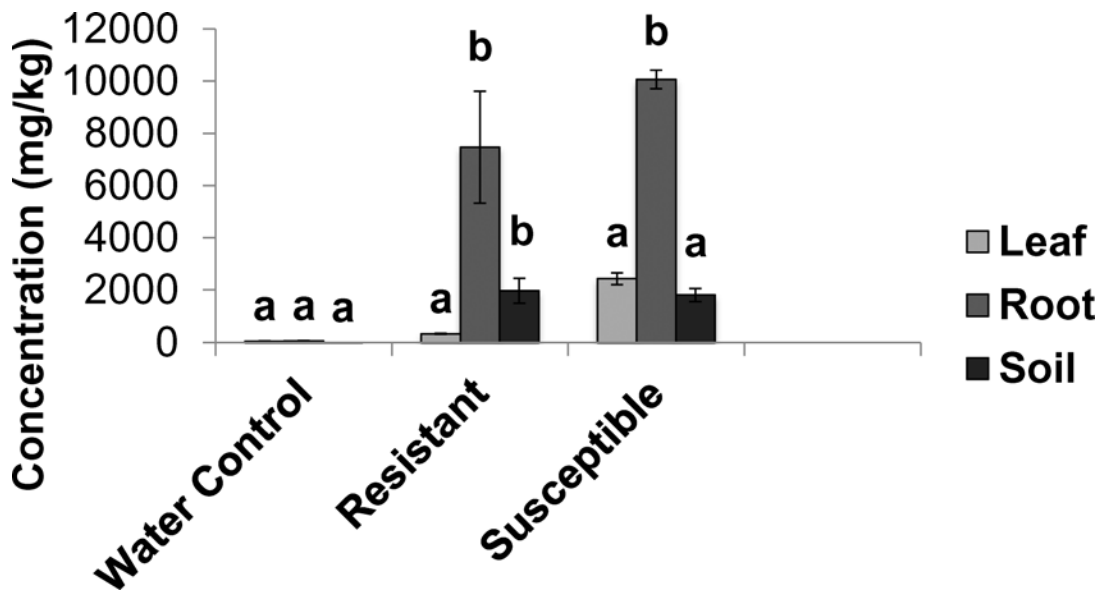 Concentration (mg/kg)
12000
10000
8000
6000
4000
2000
0
a a a
a b b
a b a
Water Control
Resistant
Susceptible
Leaf
Root
Soil